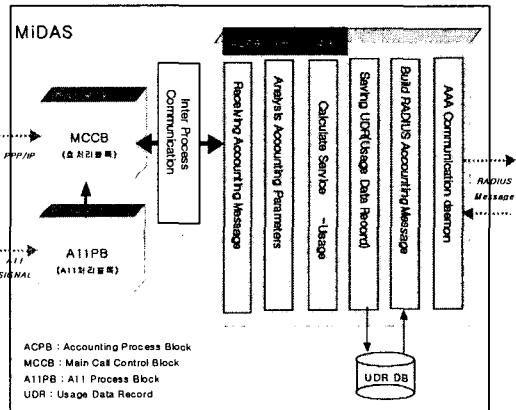 MiDAS
PPP/IP
MCCB
(호처리블록)
A11
SIGNAL
A11PB
(A11처리블록)
Inter Process
Communication
Receiving Accounting Message
Analysis Accounting Parameters
Calculate Service -Usage
Saving UDR(Usage Data Record)
Build RADIUS Accounting Message
AAA Communication daemon
RADIUS
Message
UDR DB
ACPB : Accounting Process Block
MCCB : Main Call Control Block
A11PB : A11 Process Block
UDR : Usage Data Record